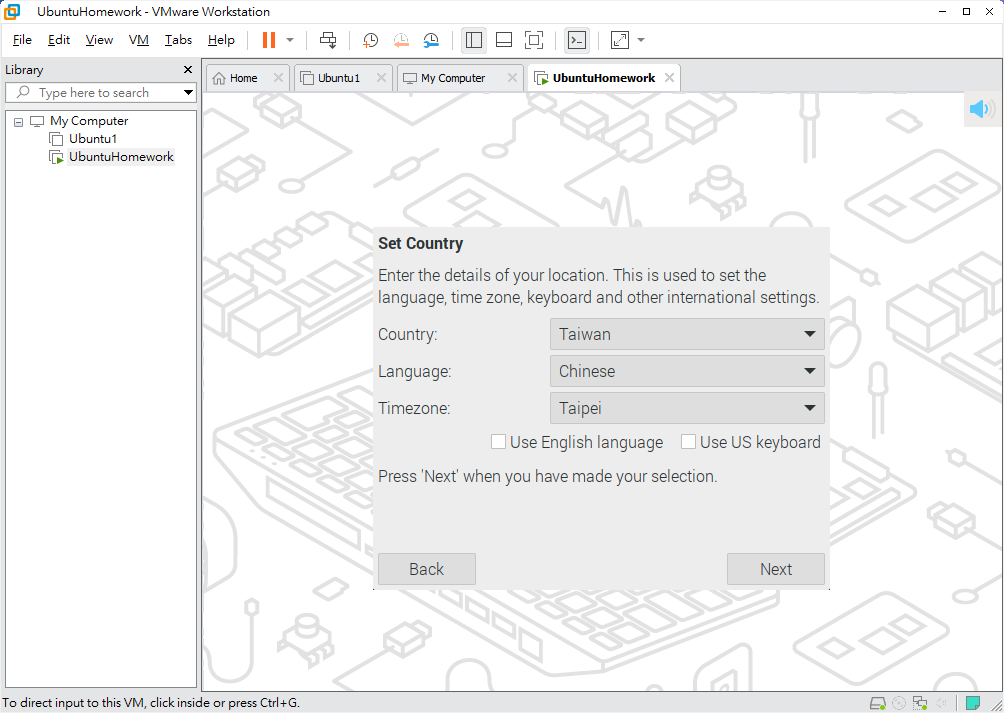 UbuntuHomework - VMware Workstation
File Edit View VM Tabs Help
Library
Type here to search
My Computer
Ubuntu1
UbuntuHomework
Home Ubuntu1 My Computer UbuntuHomework
Set Country
Enter the details of your location. This is used to set the
language, time zone, keyboard and other international settings.
Country: Taiwan
Language: Chinese
Timezone: Taipei
Use English language Use US keyboard
Press 'Next' when you have made your selection.
Back Next
To direct input to this VM, click inside or press Ctrl+G.